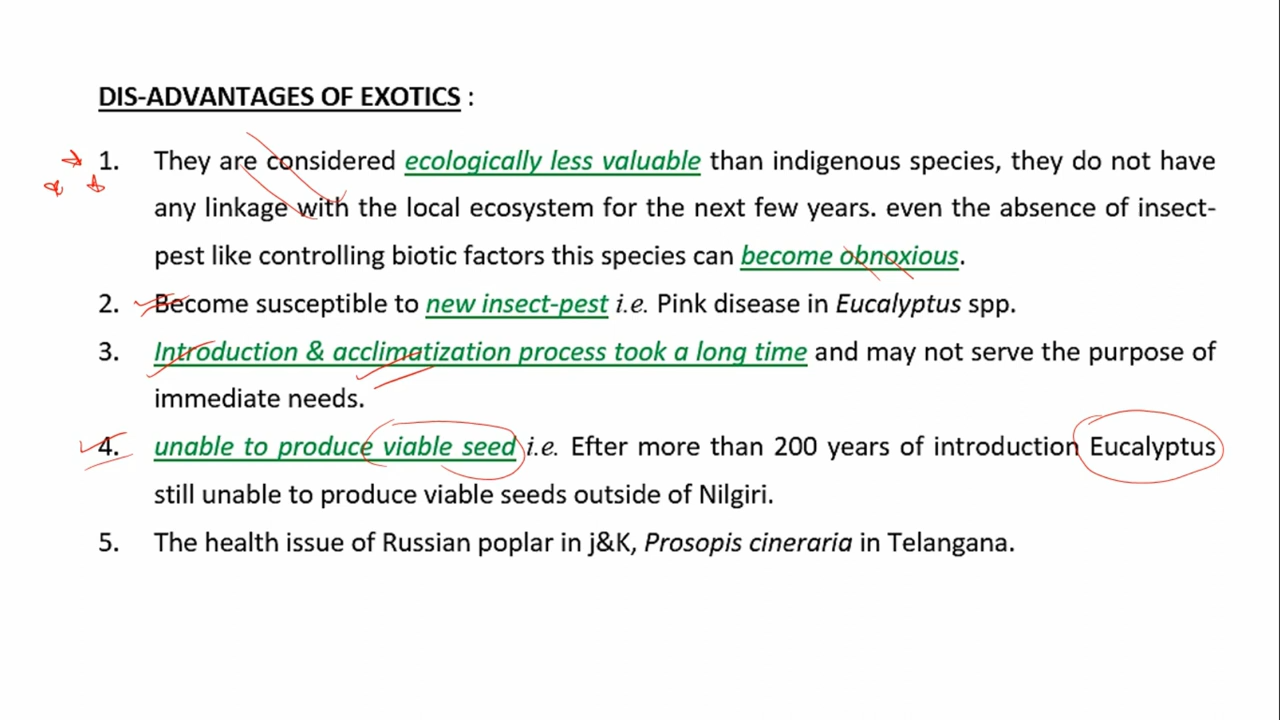 DIS-ADVANTAGES OF EXOTICS :
1. They are considered ecologically less valuable than indigenous species, they do not have
any linkage with the local ecosystem for the next few years. even the absence of insect-
pest like controlling biotic factors this species can become obnoxious.
2. Become susceptible to new insect-pest i.e. Pink disease in Eucalyptus spp.
3. Introduction & acclimatization process took a long time and may not serve the purpose of
immediate needs.
4. unable to produce viable seed i.e. Efter more than 200 years of introduction Eucalyptus
still unable to produce viable seeds outside of Nilgiri.
5. The health issue of Russian poplar in j&K, Prosopis cineraria in Telangana.